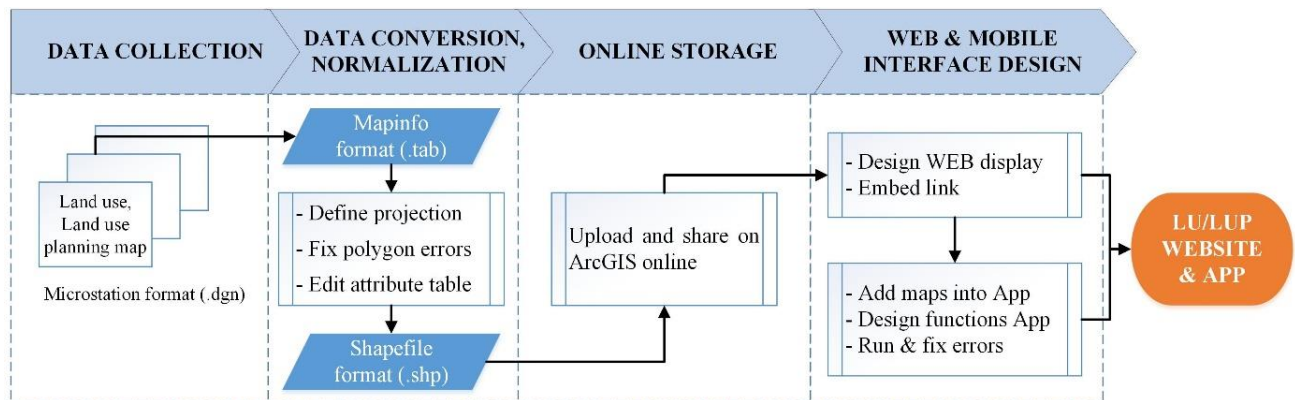 DATA COLLECTION
DATA CONVERSION,
NORMALIZATION
ONLINE STORAGE
WEB & MOBILE
INTERFACE DESIGN
Land use,
Land use
planning map
Microstation format (.dgn)
Mapinfo
format (.tab)
- Define projection
- Fix polygon errors
- Edit attribute table
Shapefile
format (.shp)
Upload and share on
ArcGIS online
- Design WEB display
- Embed link
- Add maps into App
- Design functions App
- Run & fix errors
LU/LUP
WEBSITE
& APP